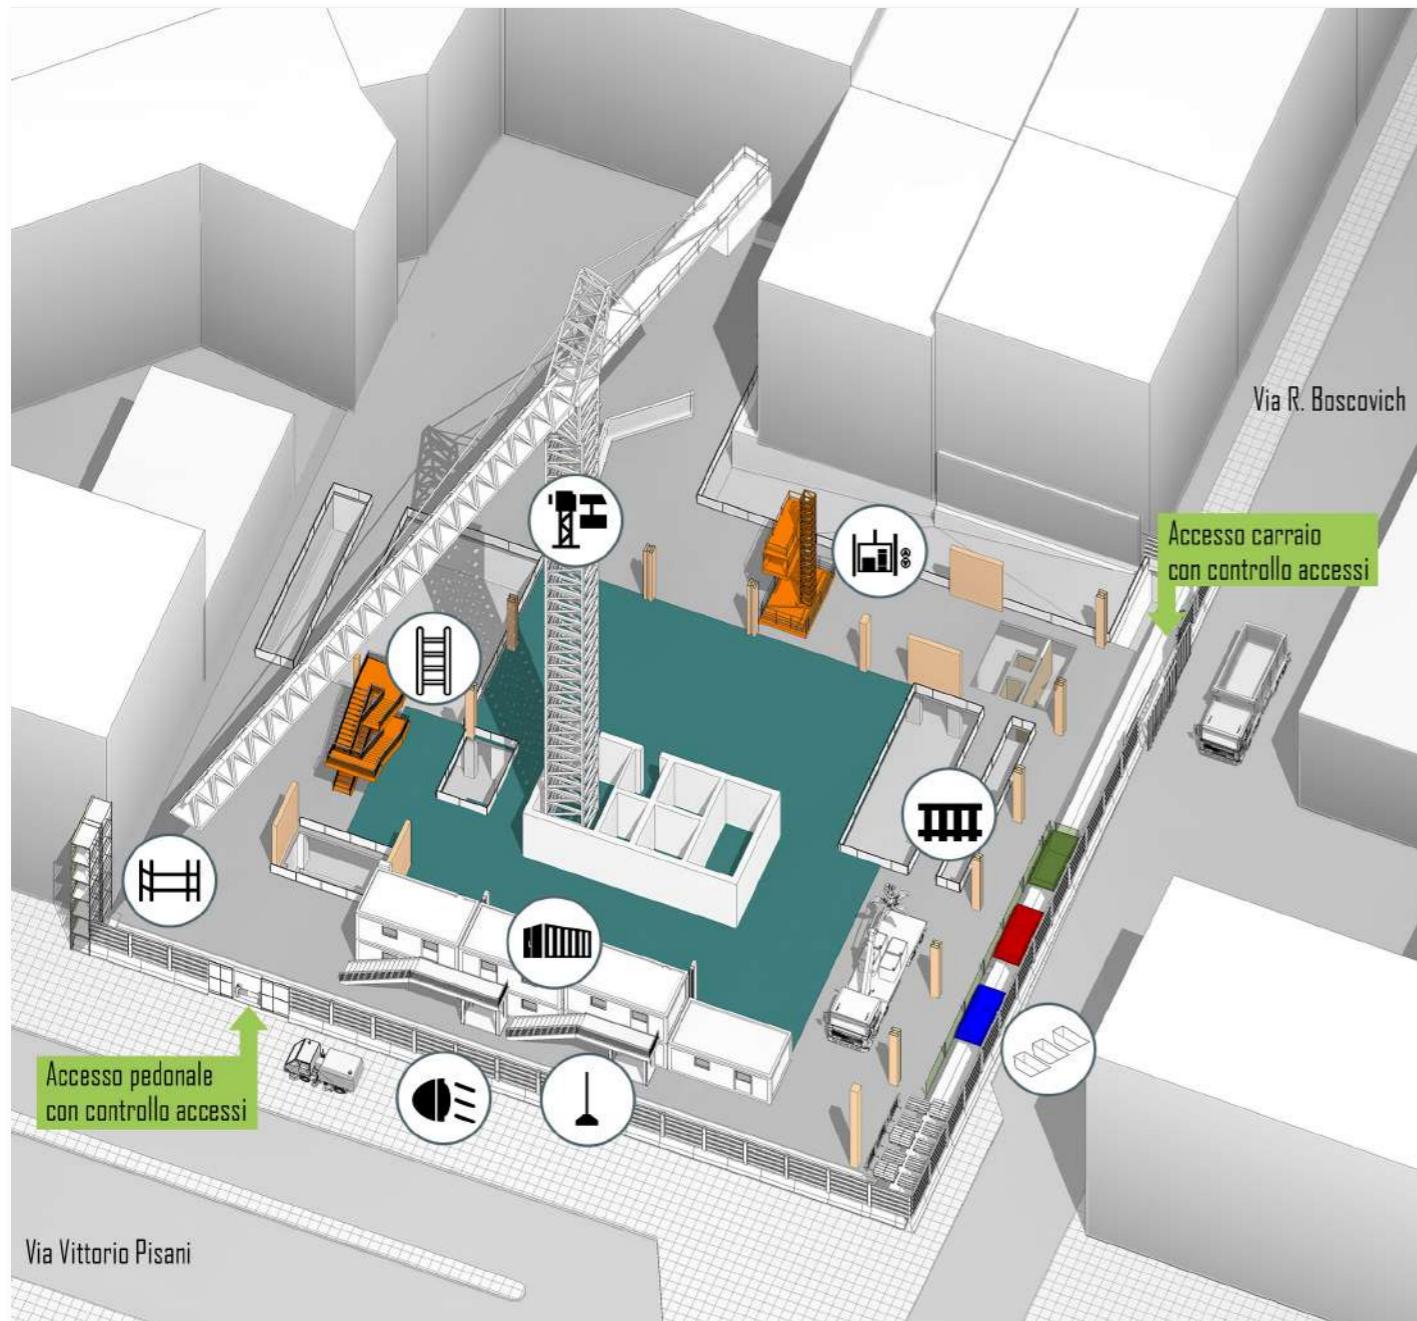 Via R. Boscovich
Accesso carraio
con controllo accessi
Accesso pedonale
con controllo accessi
Via Vittorio Pisani